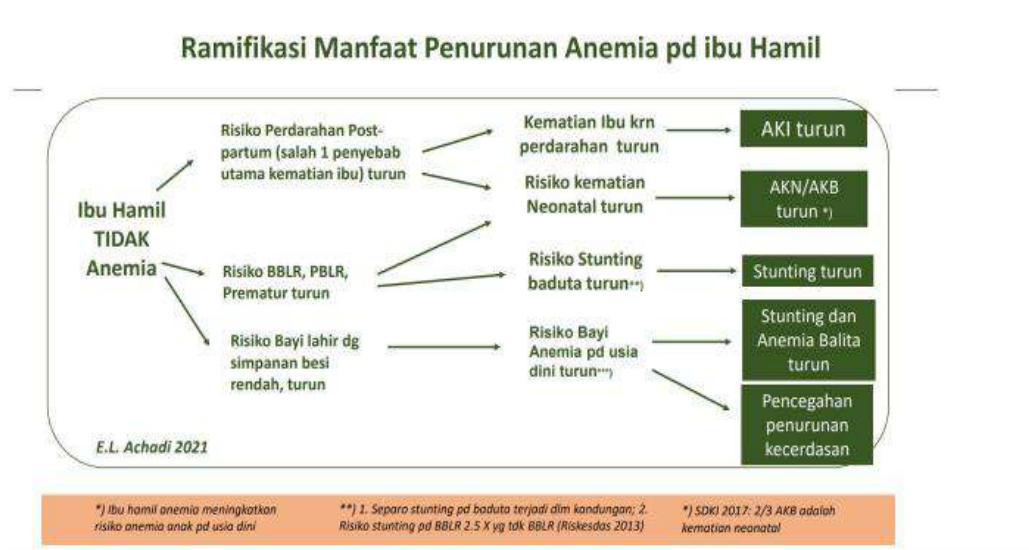 Ramifikasi Manfaat Penurunan Anemia pd ibu Hamil
Ibu Hamil
TIDAK
Anemia
Risiko Perdarahan Post-
partum (salah 1 penyebab
utama kematian ibu) turun
Risiko BBLR, PBLR,
Prematur turun
Risiko Bayi lahir dg
simpanan besi
rendah, turun
Kematian Ibu krn
perdarahan turun
Risiko kematian
Neonatal turun
Risiko Stunting
baduta turun**)
Risiko Bayi
Anemia pd usia
dini turun***)
AKI turun
AKN/AKB
turun *)
Stunting turun
Stunting dan
Anemia Balita
turun
Pencegahan
penurunan
kecerdasan
E.L. Achadi 2021
*) Ibu hamil anemia meningkatkan
risiko anemia anak pd usia dini
**) 1. Separo stunting pd baduta terjadi dlm kandungan; 2.
Risiko stunting pd BBLR 2.5 X yg tdk BBLR (Riskesdas 2013)
*) SDKI 2017: 2/3 AKB adalah
kematian neonatal